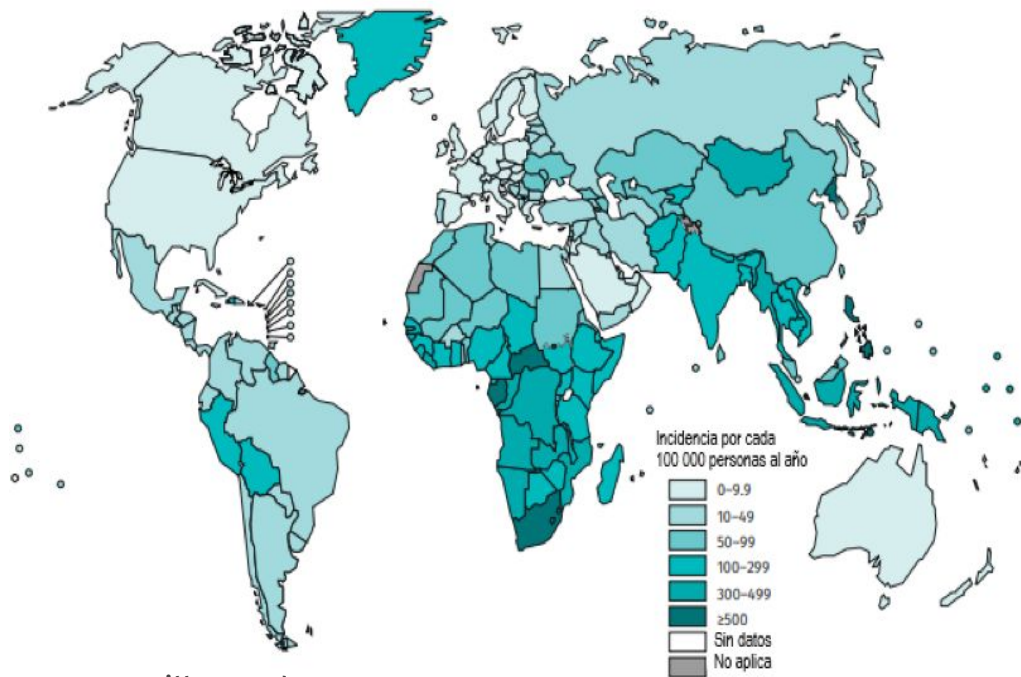 Incidencia por cada
100 000 personas al año
0–9.9
10–49
50–99
100–299
300–499
≥500
Sin datos
No aplica